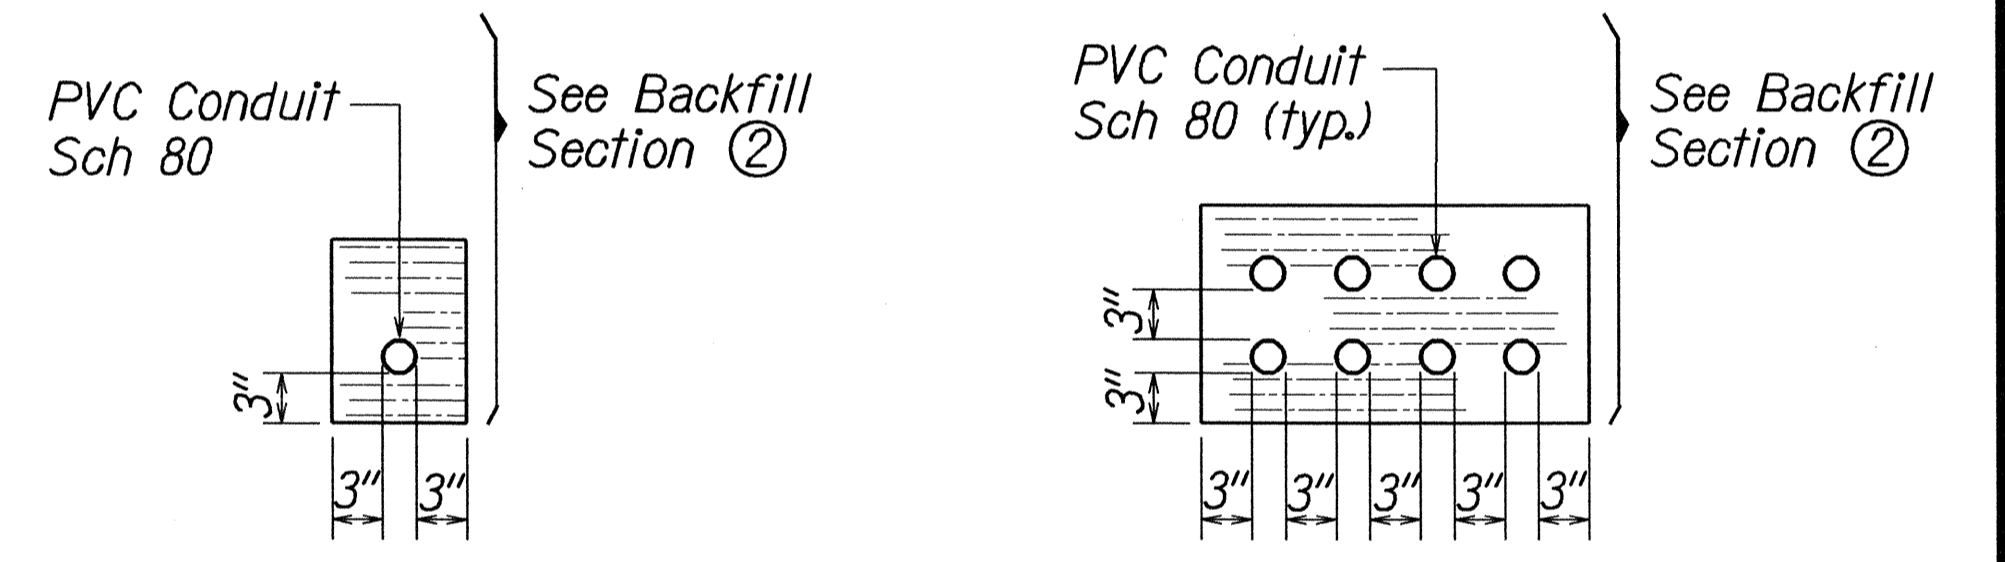 PVC Conduit
Sch 80
See Backfill
Section ②
3"
3" 3"
PVC Conduit
Sch 80 (typ.)
See Backfill
Section ②
3"
3"
3" 3" 3" 3" 3"